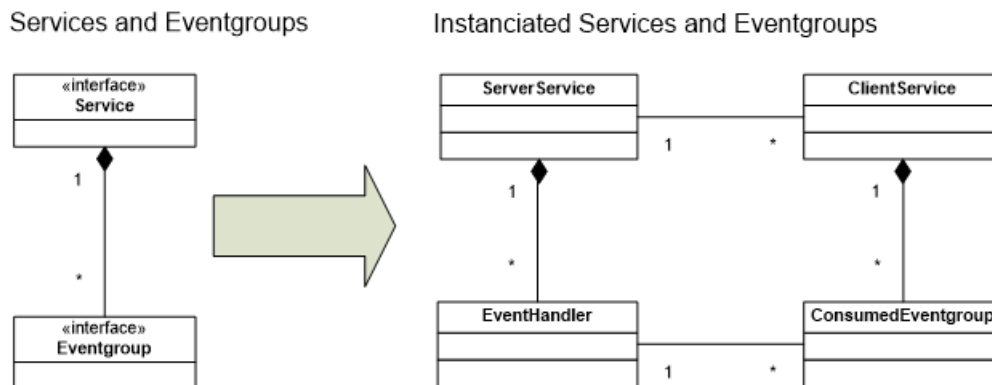 Services and Eventgroups
Instanciated Services and Eventgroups
«interface»
Service
1
*
«interface»
Eventgroup
ServerService
ClientService
1
*
1
1
*
*
EventHandler
ConsumedEventgroup
1
*